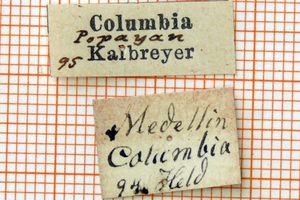 Columbia
Popayan
95 Kalbreyer
Medellin
Columbia
94. Held